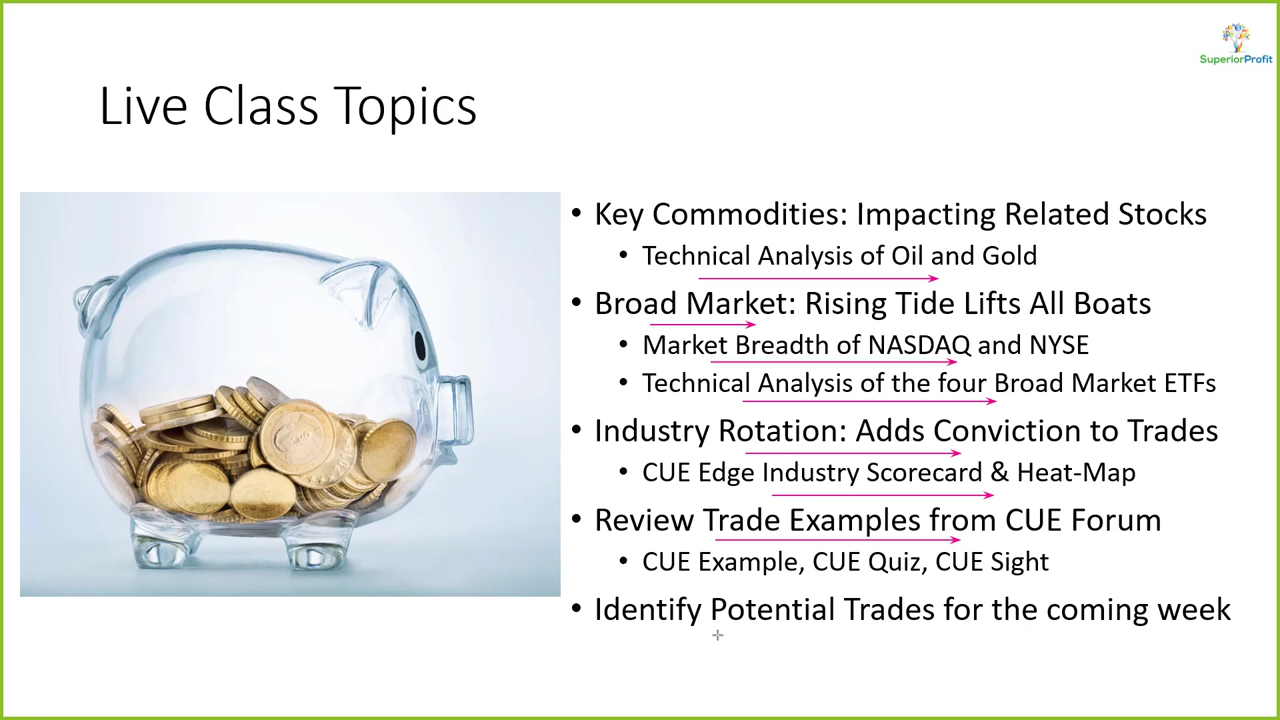 SuperiorProfit
Live Class Topics
• Key Commodities: Impacting Related Stocks
• Technical Analysis of Oil and Gold
• Broad Market: Rising Tide Lifts All Boats
• Market Breadth of NASDAQ and NYSE
• Technical Analysis of the four Broad Market ETFs
• Industry Rotation: Adds Conviction to Trades
• CUE Edge Industry Scorecard & Heat-Map
• Review Trade Examples from CUE Forum
• CUE Example, CUE Quiz, CUE Sight
• Identify Potential Trades for the coming week